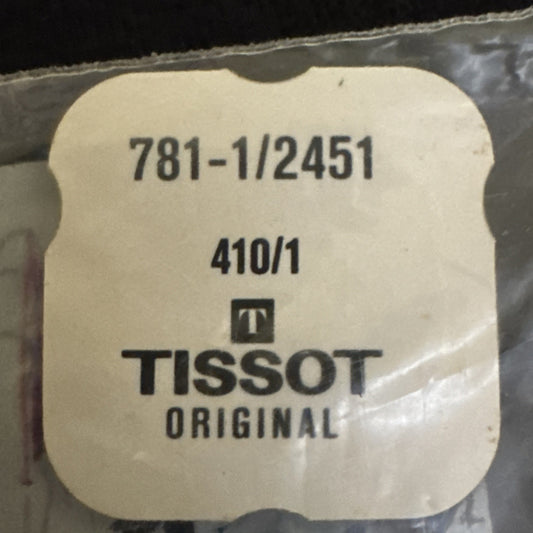 781-1/2451
410/1
T
TISSOT
ORIGINAL